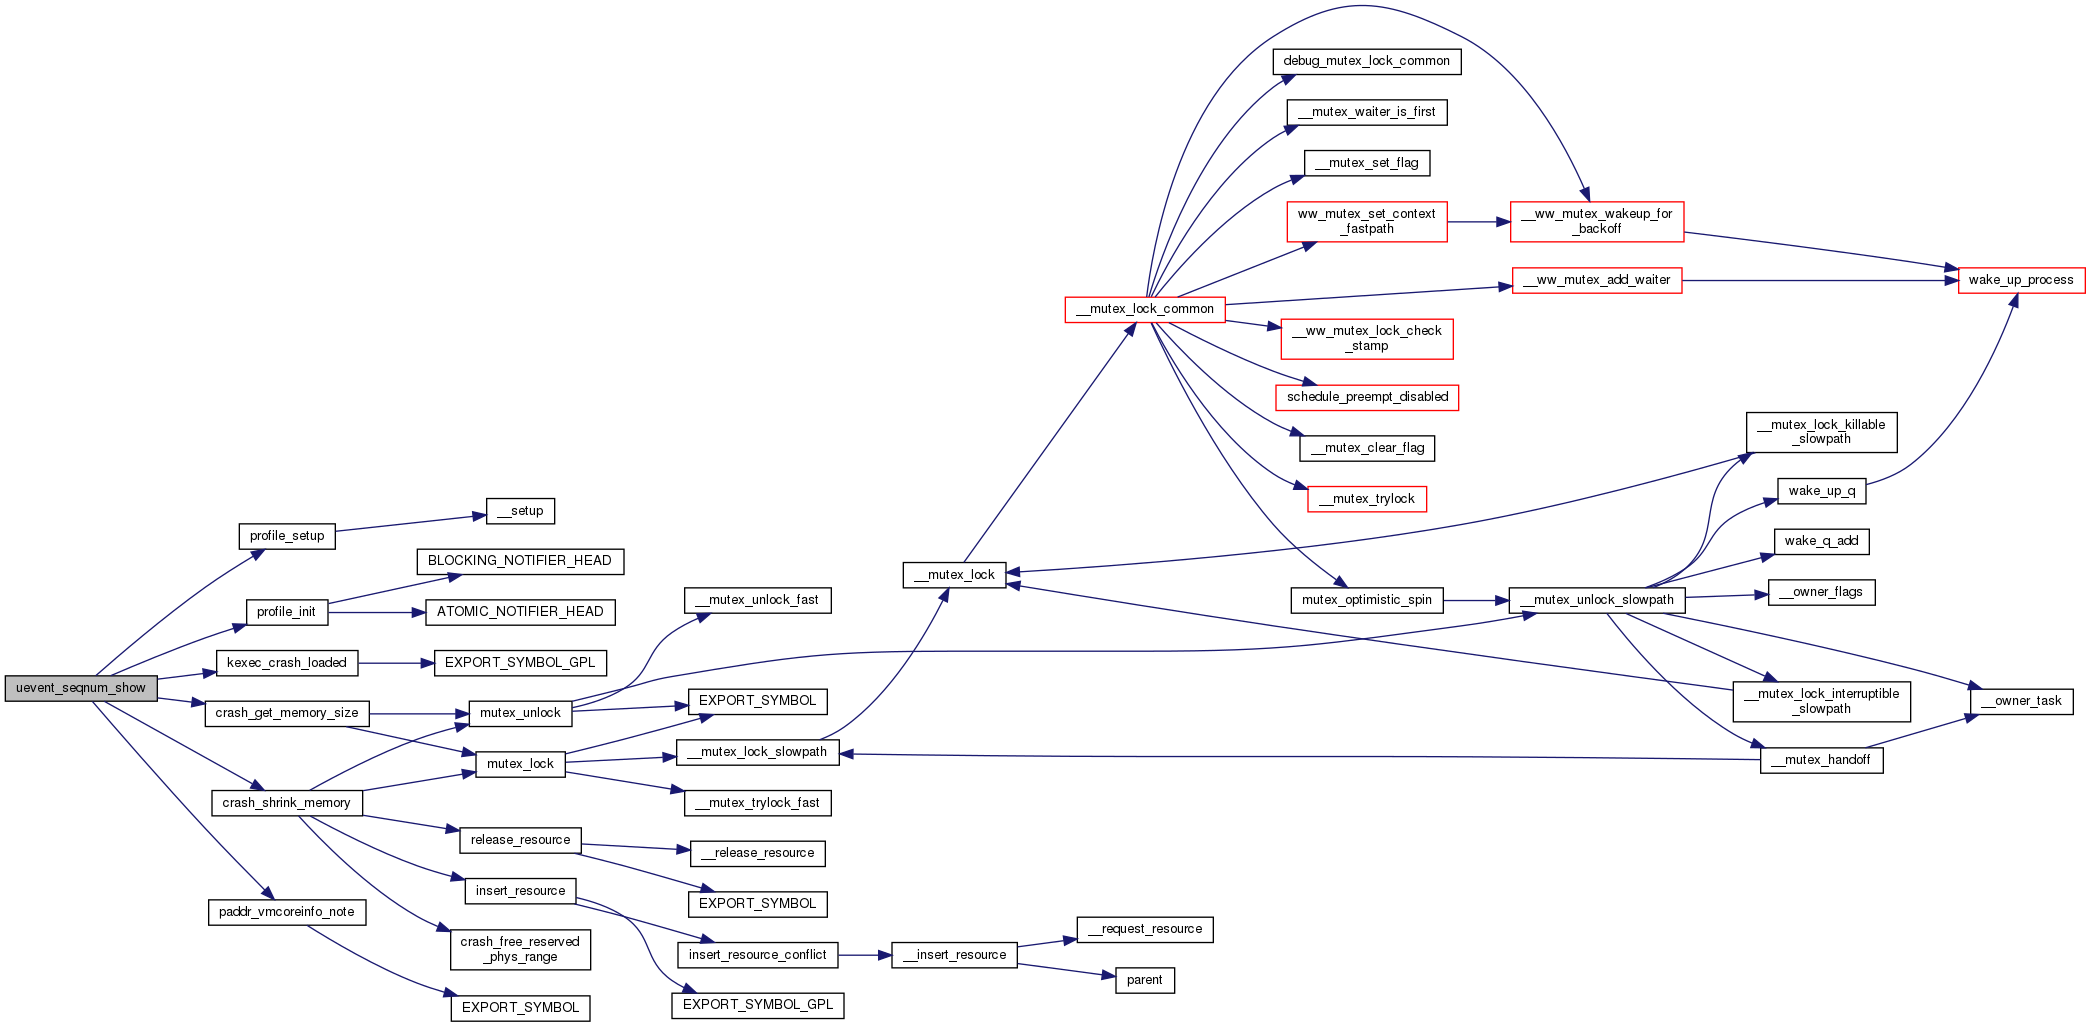 debug_mutex_lock_common
__mutex_waiter_is_first
__mutex_set_flag
ww_mutex_set_context
_fastpath
__ww_mutex_wakeup_for
_backoff
__ww_mutex_add_waiter
wake_up_process
__mutex_lock_common
__ww_mutex_lock_check
_stamp
schedule_preempt_disabled
__mutex_clear_flag
__mutex_lock_killable
_slowpath
__mutex_trylock
wake_up_q
__setup
profile_setup
wake_q_add
BLOCKING_NOTIFIER_HEAD
__mutex_lock
__owner_flags
__mutex_unlock_fast
mutex_optimistic_spin
__mutex_unlock_slowpath
profile_init
ATOMIC_NOTIFIER_HEAD
kexec_crash_loaded
EXPORT_SYMBOL_GPL
uevent_seqnum_show
__mutex_lock_interruptible
_slowpath
__owner_task
EXPORT_SYMBOL
crash_get_memory_size
mutex_unlock
__mutex_lock_slowpath
mutex_lock
__mutex_handoff
crash_shrink_memory
__mutex_trylock_fast
release_resource
__release_resource
insert_resource
EXPORT_SYMBOL
paddr_vmcoreinfo_note
__request_resource
crash_free_reserved
_phys_range
insert_resource_conflict
__insert_resource
parent
EXPORT_SYMBOL
EXPORT_SYMBOL_GPL